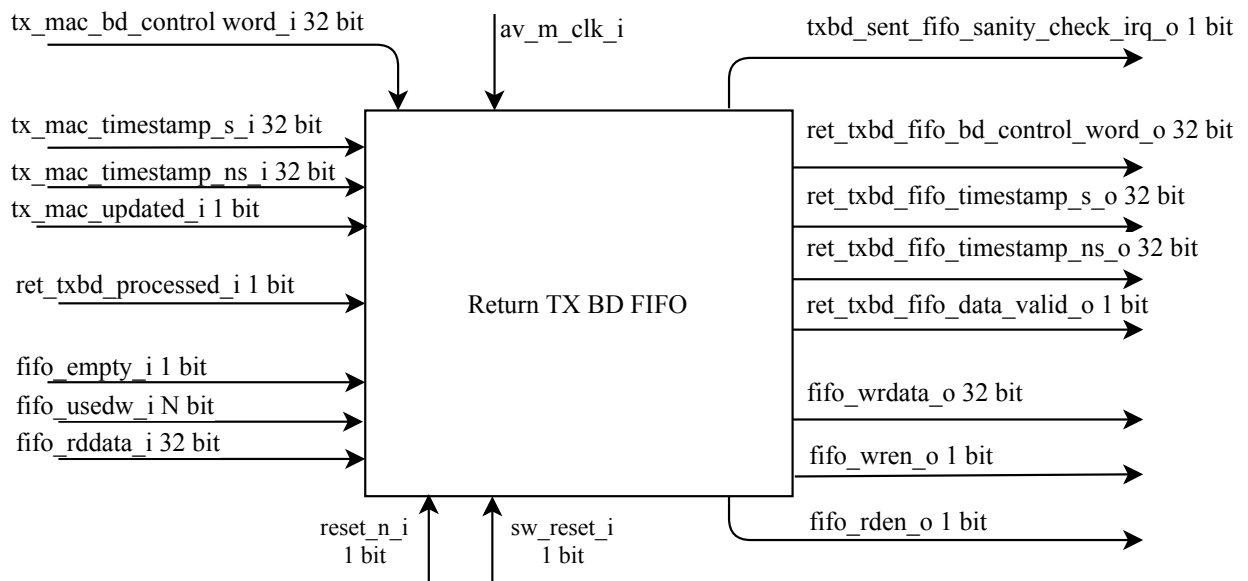 tx_mac_bd_control word_i 32 bit
av_m_clk_i
txbd_sent_fifo_sanity_check_irq_o 1 bit
tx_mac_timestamp_s_i 32 bit
tx_mac_timestamp_ns_i 32 bit
tx_mac_updated_i 1 bit
ret_txbd_processed_i 1 bit
fifo_empty_i 1 bit
fifo_usedw_i N bit
fifo_rddata_i 32 bit
Return TX BD FIFO
ret_txbd_fifo_bd_control_word_o 32 bit
ret_txbd_fifo_timestamp_s_o 32 bit
ret_txbd_fifo_timestamp_ns_o 32 bit
ret_txbd_fifo_data_valid_o 1 bit
fifo_wrdata_o 32 bit
fifo_wren_o 1 bit
fifo_rden_o 1 bit
reset_n_i
1 bit
sw_reset_i
1 bit